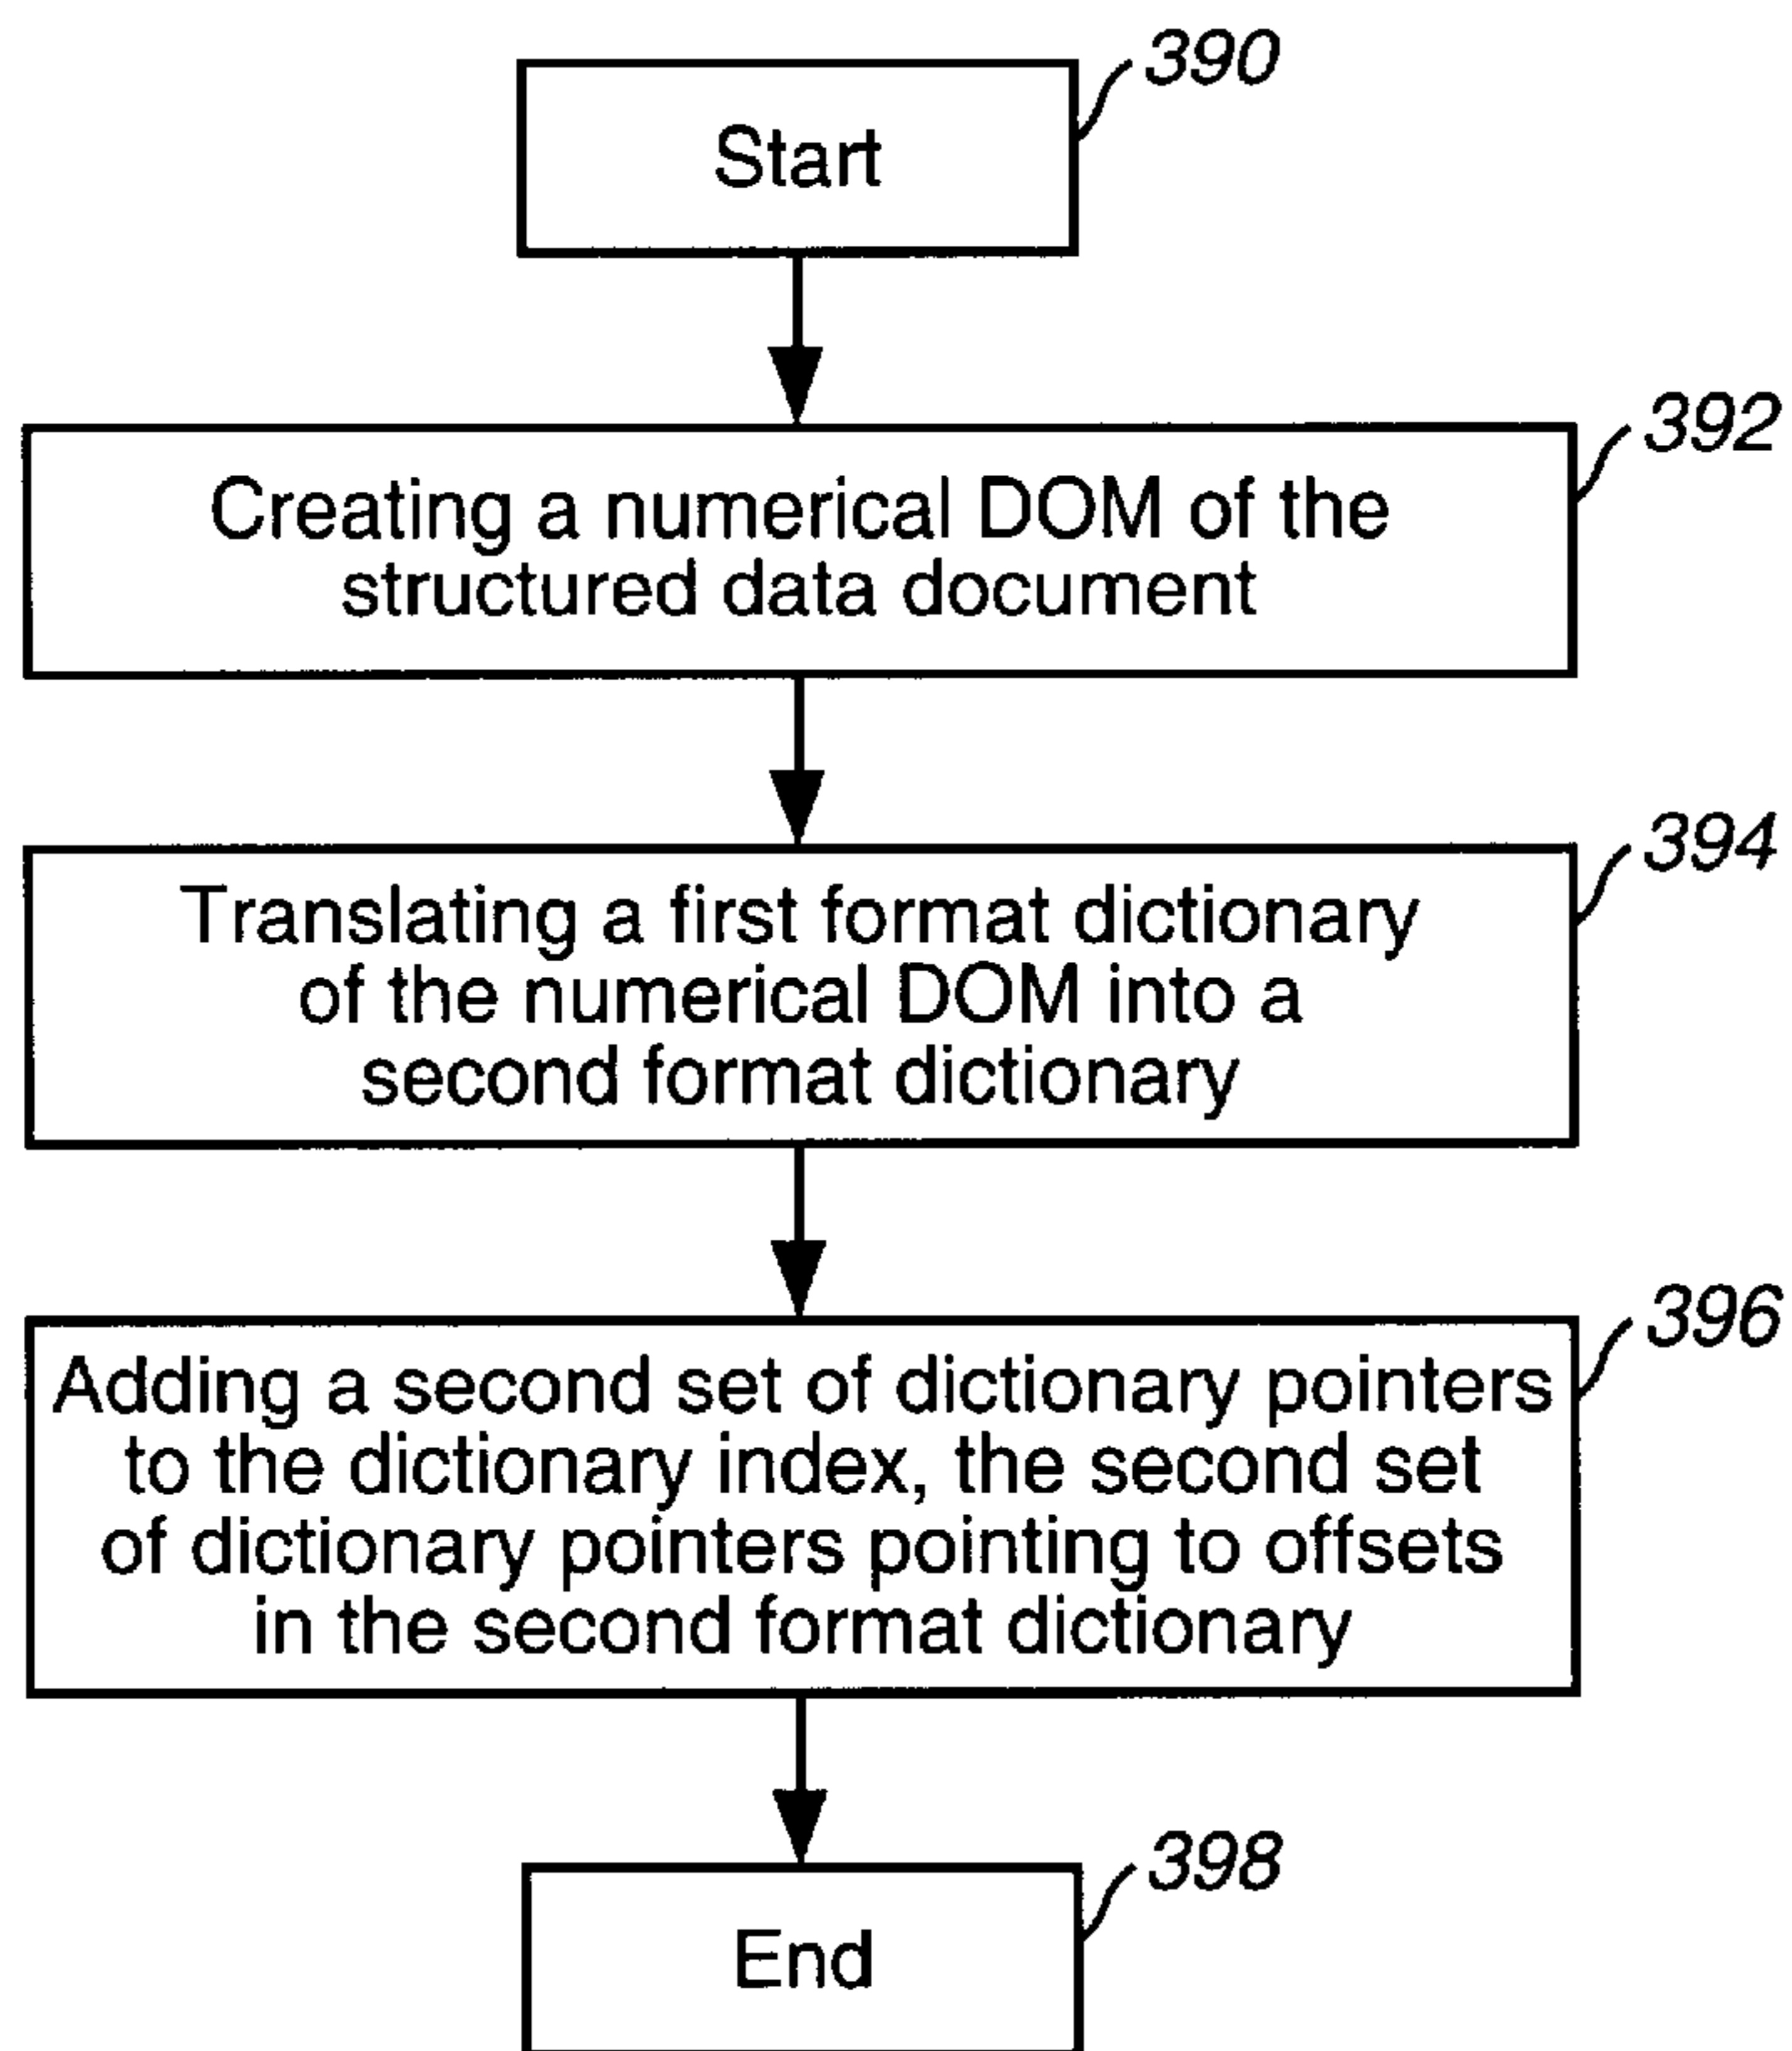 390
Start
392
Creating a numerical DOM of the
structured data document
394
Translating a first format dictionary
of the numerical DOM into a
second format dictionary
396
Adding a second set of dictionary pointers
to the dictionary index, the second set
of dictionary pointers pointing to offsets
in the second format dictionary
398
End